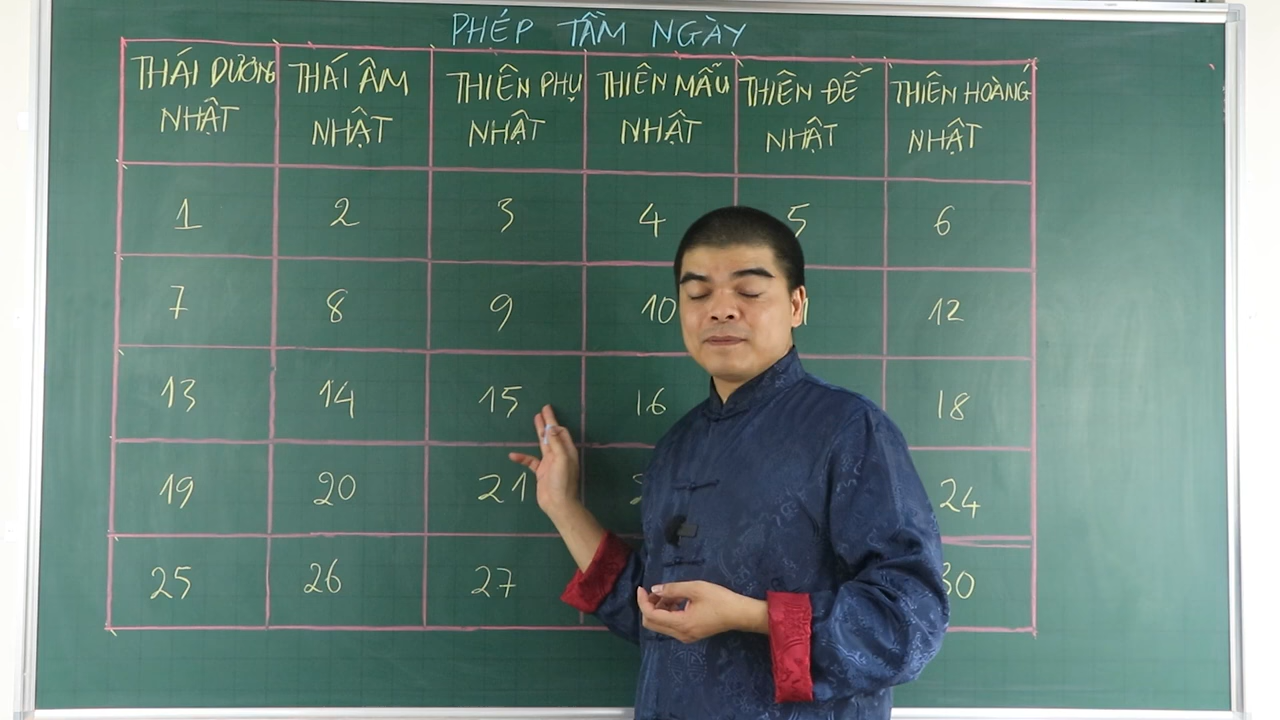 PHÉP TẦM NGÀY
THÁI DƯƠNG NHẬT
THÁI ÂM NHẬT
THIÊN PHỤ NHẬT
THIÊN MẪU NHẬT
THIÊN ĐẾ NHẬT
THIÊN HOÀNG NHẬT
1 2 3 4 5 6
7 8 9 10 12
13 14 15 16 18
19 20 21 24
25 26 27 30